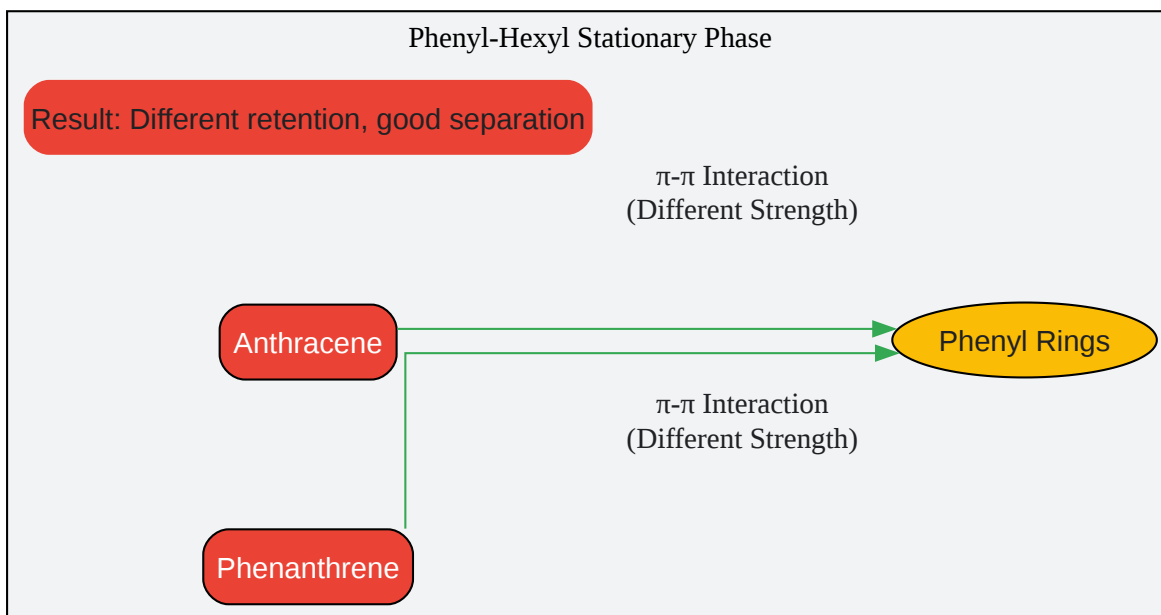 Phenyl-Hexyl Stationary Phase
Result: Different retention, good separation
π-π Interaction
(Different Strength)
Anthracene
Phenyl Rings
π-π Interaction
(Different Strength)
Phenanthrene